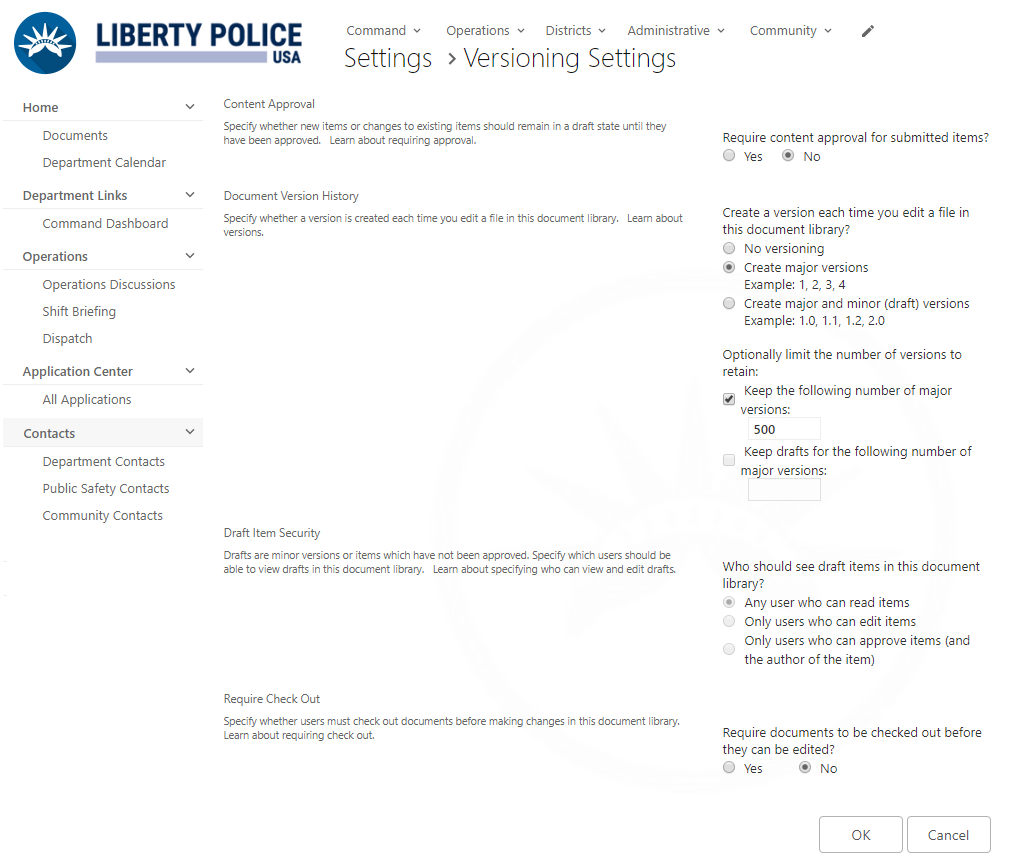 LIBERTY POLICE
USA
Command Operations Districts Administrative Community
Settings > Versioning Settings
Home
Documents
Department Calendar
Department Links
Command Dashboard
Operations
Operations Discussions
Shift Briefing
Dispatch
Application Center
All Applications
Contacts
Department Contacts
Public Safety Contacts
Community Contacts
Content Approval
Specify whether new items or changes to existing items should remain in a draft state until they
have been approved. Learn about requiring approval.
Require content approval for submitted items?
Yes No
Document Version History
Specify whether a version is created each time you edit a file in this document library. Learn about
versions.
Create a version each time you edit a file in
this document library?
No versioning
Create major versions
Example: 1, 2, 3, 4
Create major and minor (draft) versions
Example: 1.0, 1.1, 1.2, 2.0
Optionally limit the number of versions to
retain:
Keep the following number of major
versions:
500
Keep drafts for the following number of
major versions:
Draft Item Security
Drafts are minor versions or items which have not been approved. Specify which users should be
able to view drafts in this document library. Learn about specifying who can view and edit drafts.
Who should see draft items in this document
library?
Any user who can read items
Only users who can edit items
Only users who can approve items (and
the author of the item)
Require Check Out
Specify whether users must check out documents before making changes in this document library.
Learn about requiring check out.
Require documents to be checked out before
they can be edited?
Yes No
OK Cancel